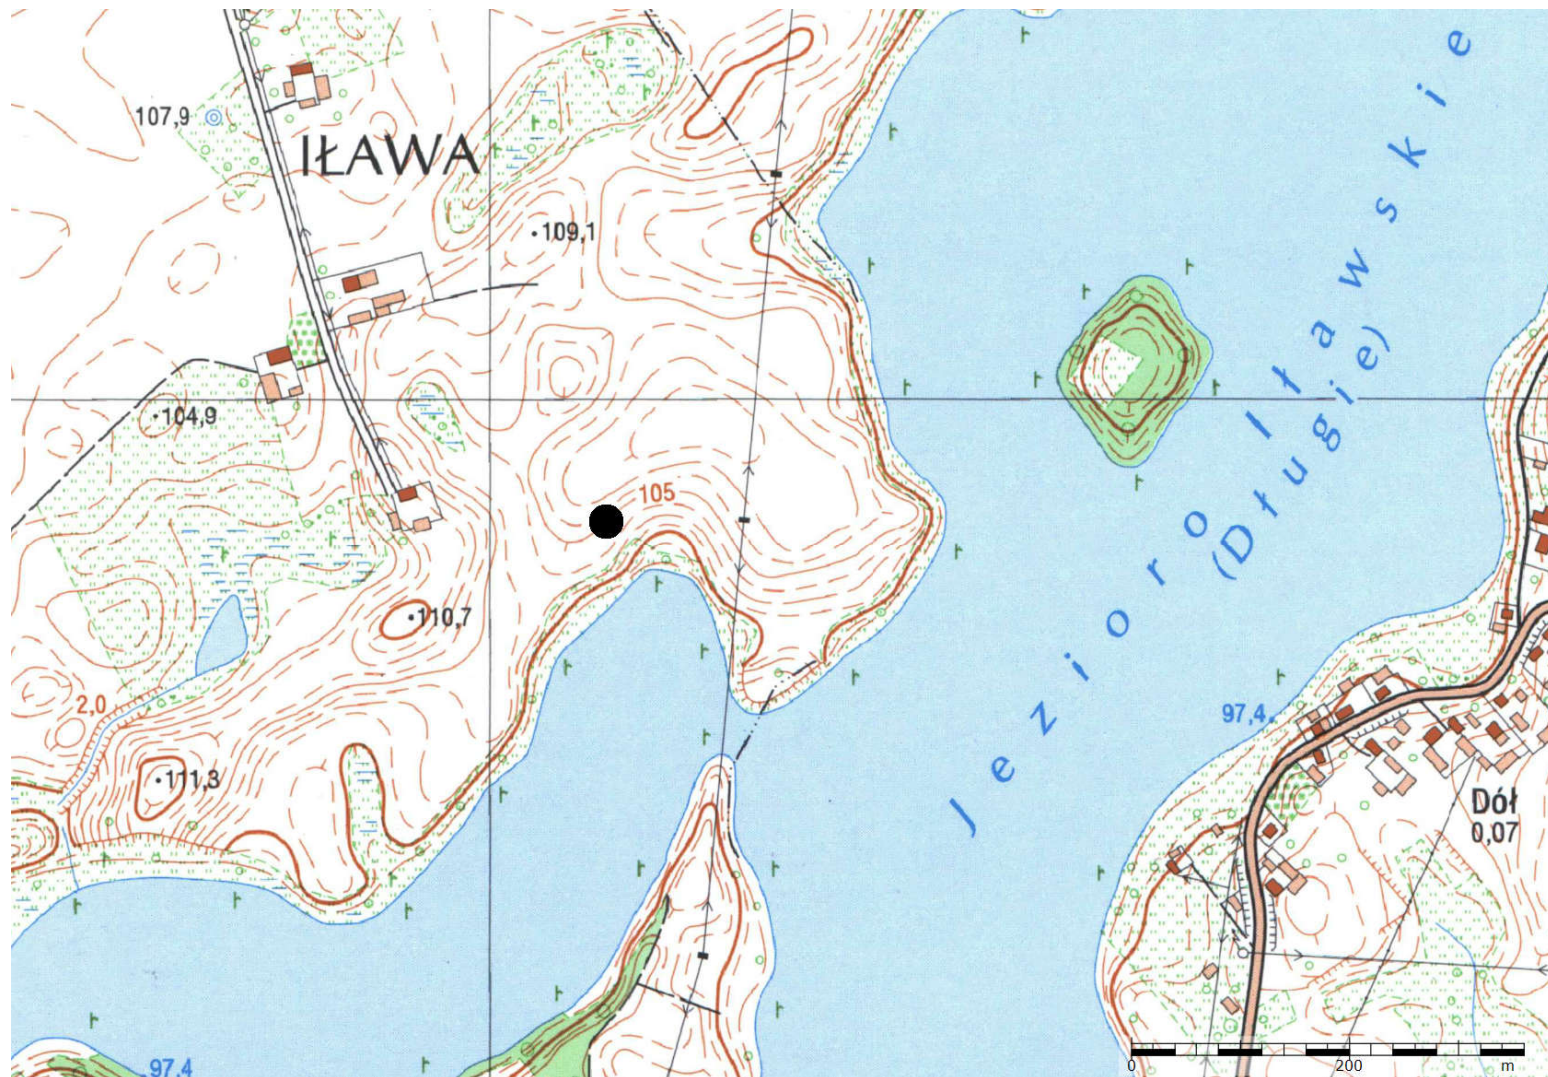 107,9
IŁAWA
109,1
104,9
105
110,7
2,0
111,3
Jezioro Iławskie
(Długie)
97,4
Dół
0,07
97,4
0 200 m